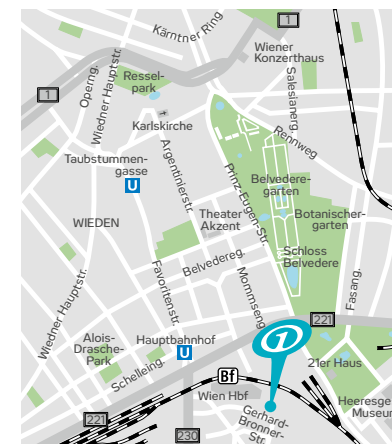 Kärntner Ring
1
Wiener
Konzerthaus
Operng.
Wiedner Hauptstr.
Ressel-
park
Salesianerg.
1
Karlskirche
Rennweg
Taubstummen-
gasse
U
Argentinierstr.
Prinz-Eugen-Str.
Belvedere-
garten
WIEDEN
Theater
Akzent
Botanischer-
garten
Belvedereg.
Schloss
Belvedere
Wiedner Hauptstr.
Favoritenstr.
Mommseng.
Fasang.
221
Alois-
Drasche-
Park
Hauptbahnhof
U
1
21er Haus
Schelleing.
Bf
Wien Hbf
Heeresge
Museum
221
230
Gerhard-
Bronner-
Str.